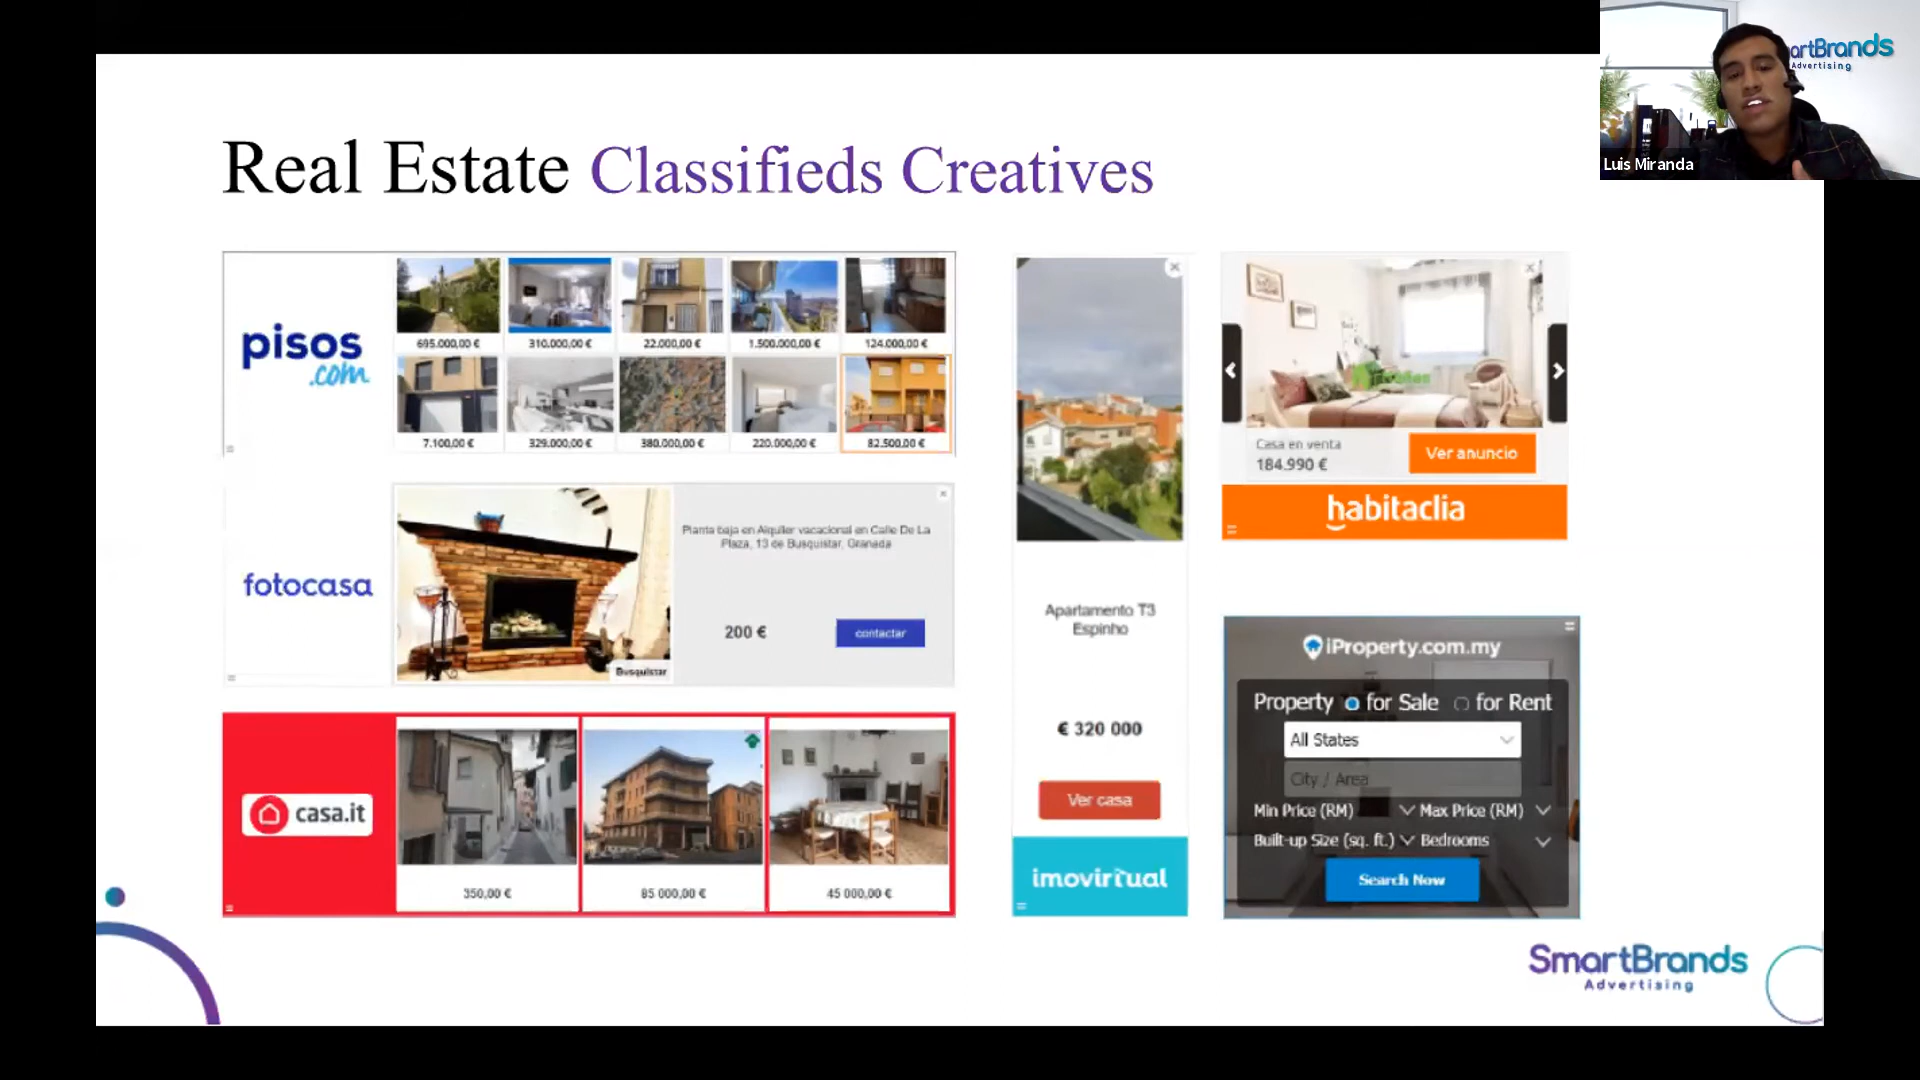 Real Estate Classifieds Creatives
artBrands
Advertising
Luis Miranda
pisos
.com
695.000,00 €
310.000,00 €
22.000,00 €
1.500.000,00 €
124.000,00 €
7.100,00 €
329.000,00 €
380.000,00 €
220.000,00 €
82.500,00 €
fotocasa
Planta baja en Alquiler vacacional en Calle De La
Plaza, 13 de Busquistar, Granada
200 €
contactar
Busquistar
casa.it
350,00 €
85 000,00 €
45 000,00 €
Apartamento T3
Espinho
€ 320 000
Ver casa
imovirtual
Casa en venta
184.990 €
Ver anuncio
habitaclia
iProperty.com.my
Property for Sale for Rent
All States
City / Area
Min Price (RM) Max Price (RM)
Built-up Size (sq. ft.) Bedrooms
Search Now
SmartBrands
Advertising